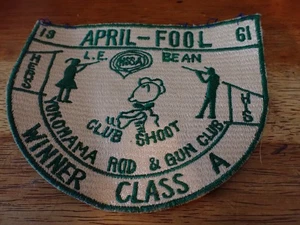 19 APRIL-FOOL 61
L.E. BEAN
NSSA
HERS
HIS
CLUB SHOOT
YOKOHAMA ROD & GUN CLUB
WINNER CLASS A